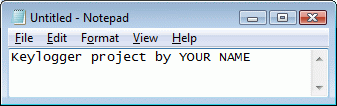 Untitled - Notepad
File Edit Format View Help
Keylogger project by YOUR NAME